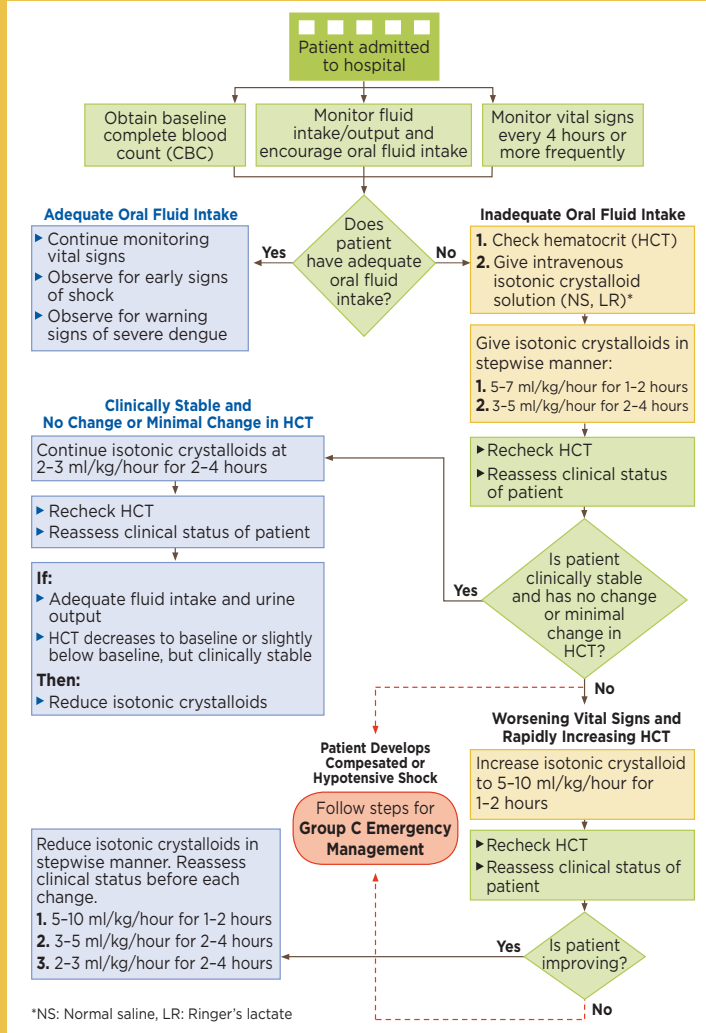 Patient admitted
to hospital
Obtain baseline
complete blood
count (CBC)
Monitor fluid
intake/output and
encourage oral fluid intake
Monitor vital signs
every 4 hours or
more frequently
Does
patient
have adequate
oral fluid
intake?
Yes
No
Adequate Oral Fluid Intake
Continue monitoring
vital signs
Observe for early signs
of shock
Observe for warning
signs of severe dengue
Inadequate Oral Fluid Intake
1. Check hematocrit (HCT)
2. Give intravenous
isotonic crystalloid
solution (NS, LR)*
Give isotonic crystalloids in
stepwise manner:
1. 5–7 ml/kg/hour for 1–2 hours
2. 3–5 ml/kg/hour for 2–4 hours
Recheck HCT
Reassess clinical status
of patient
Is patient
clinically stable
and has no change
or minimal
change in
HCT?
Yes
No
Clinically Stable and
No Change or Minimal Change in HCT
Continue isotonic crystalloids at
2–3 ml/kg/hour for 2–4 hours
Recheck HCT
Reassess clinical status of patient
If:
Adequate fluid intake and urine
output
HCT decreases to baseline or slightly
below baseline, but clinically stable
Then:
Reduce isotonic crystalloids
Worsening Vital Signs and
Rapidly Increasing HCT
Increase isotonic crystalloid
to 5–10 ml/kg/hour for
1–2 hours
Recheck HCT
Reassess clinical status of
patient
Is patient
improving?
Yes
No
Patient Develops
Compesated or
Hypotensive Shock
Follow steps for
Group C Emergency
Management
Reduce isotonic crystalloids in
stepwise manner. Reassess
clinical status before each
change.
1. 5–10 ml/kg/hour for 1–2 hours
2. 3–5 ml/kg/hour for 2–4 hours
3. 2–3 ml/kg/hour for 2–4 hours
*NS: Normal saline, LR: Ringer's lactate